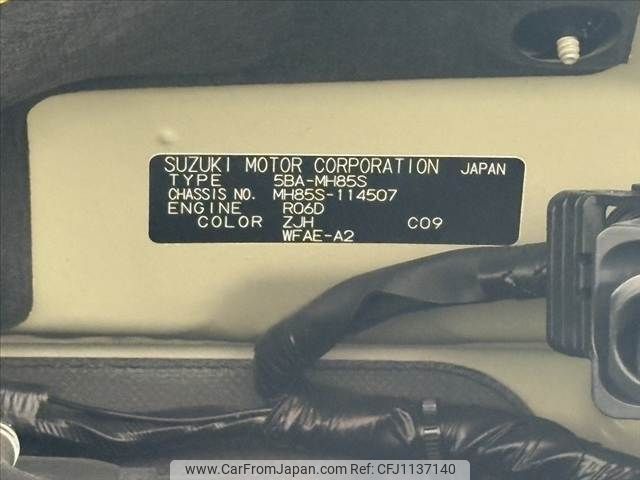 SUZUKI MOTOR CORPORATION JAPAN
TYPE 5BA-MH85S
CHASSIS NO. MH85S-114507
ENGINE R06D
COLOR ZJH C09
WFAE-A2
www.CarFromJapan.com CFJ1137140